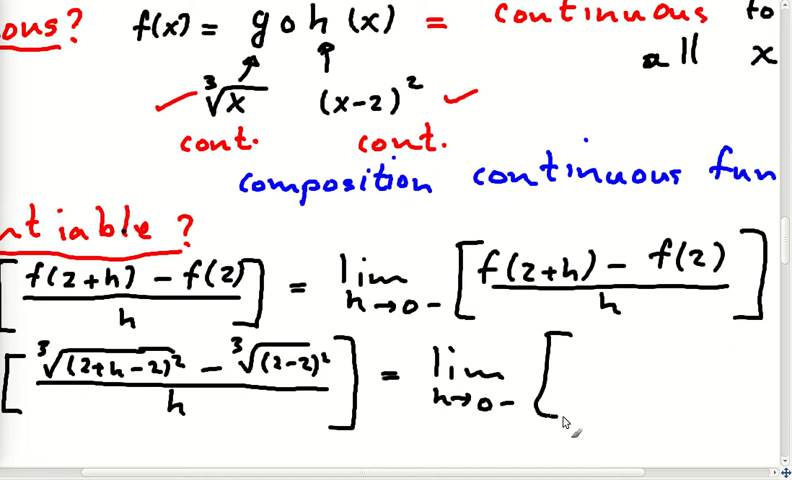 ous? f(x) = g o h (x) = continuous to
all x
∛x (x-2)² 
cont. cont.
composition continuous fun
ntiable?
[f(2+h) - f(2) / h] = lim h→0- [f(2+h) - f(2) / h]
[∛(2+h-2)² - ∛(2-2)² / h] = lim h→0- [